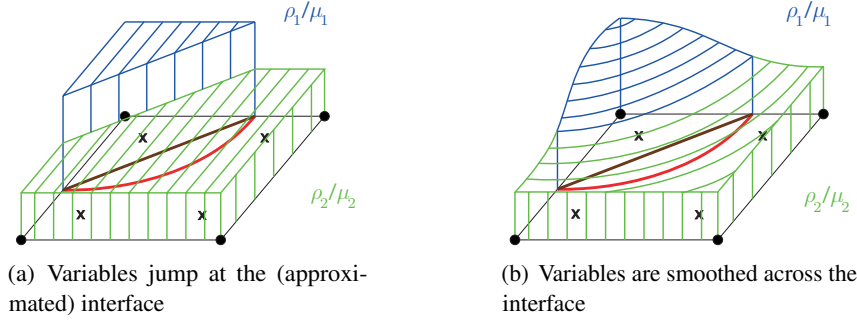 ρ₁/μ₁
ρ₁/μ₁
x
x
x
x
ρ₂/μ₂
x
x
x
x
ρ₂/μ₂
(a) Variables jump at the (approxi-
mated) interface
(b) Variables are smoothed across the
interface